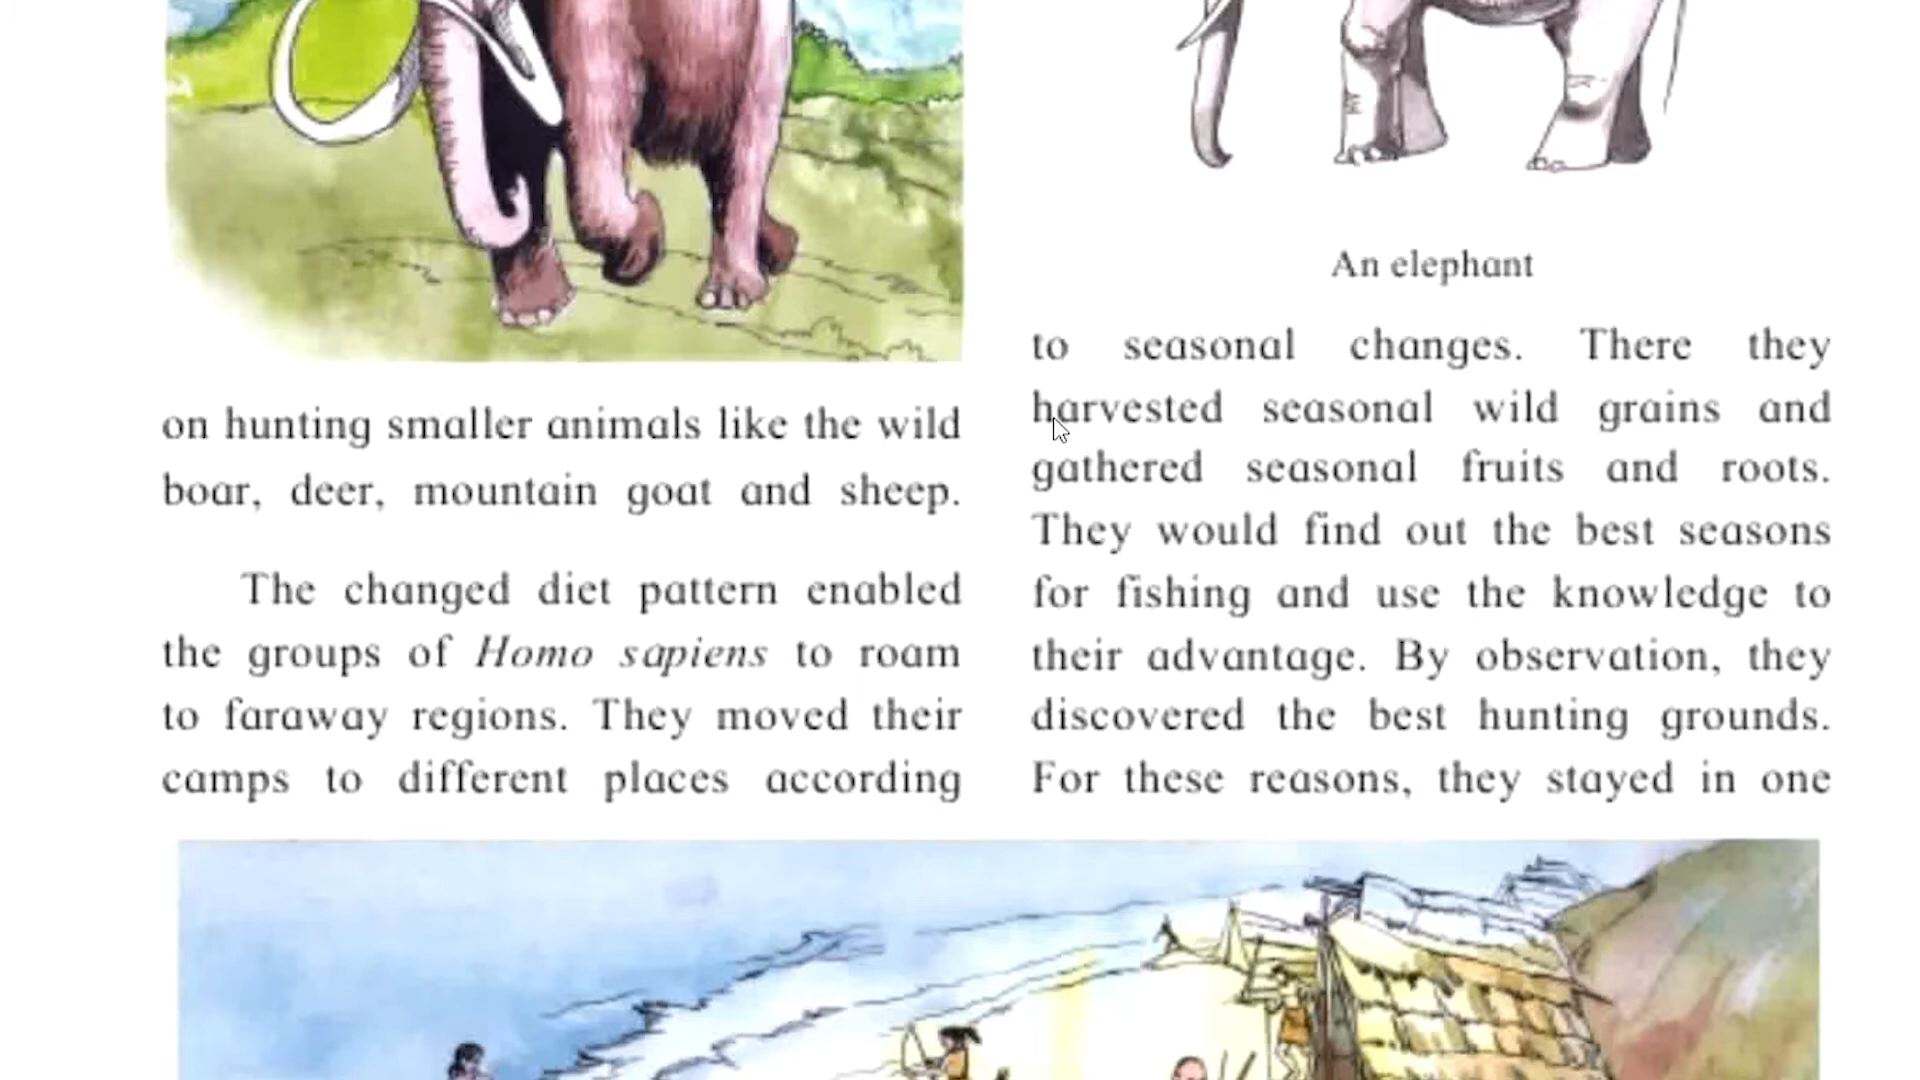 on hunting smaller animals like the wild
boar, deer, mountain goat and sheep.
The changed diet pattern enabled
the groups of Homo sapiens to roam
to faraway regions. They moved their
camps to different places according
An elephant
to seasonal changes. There they
harvested seasonal wild grains and
gathered seasonal fruits and roots.
They would find out the best seasons
for fishing and use the knowledge to
their advantage. By observation, they
discovered the best hunting grounds.
For these reasons, they stayed in one